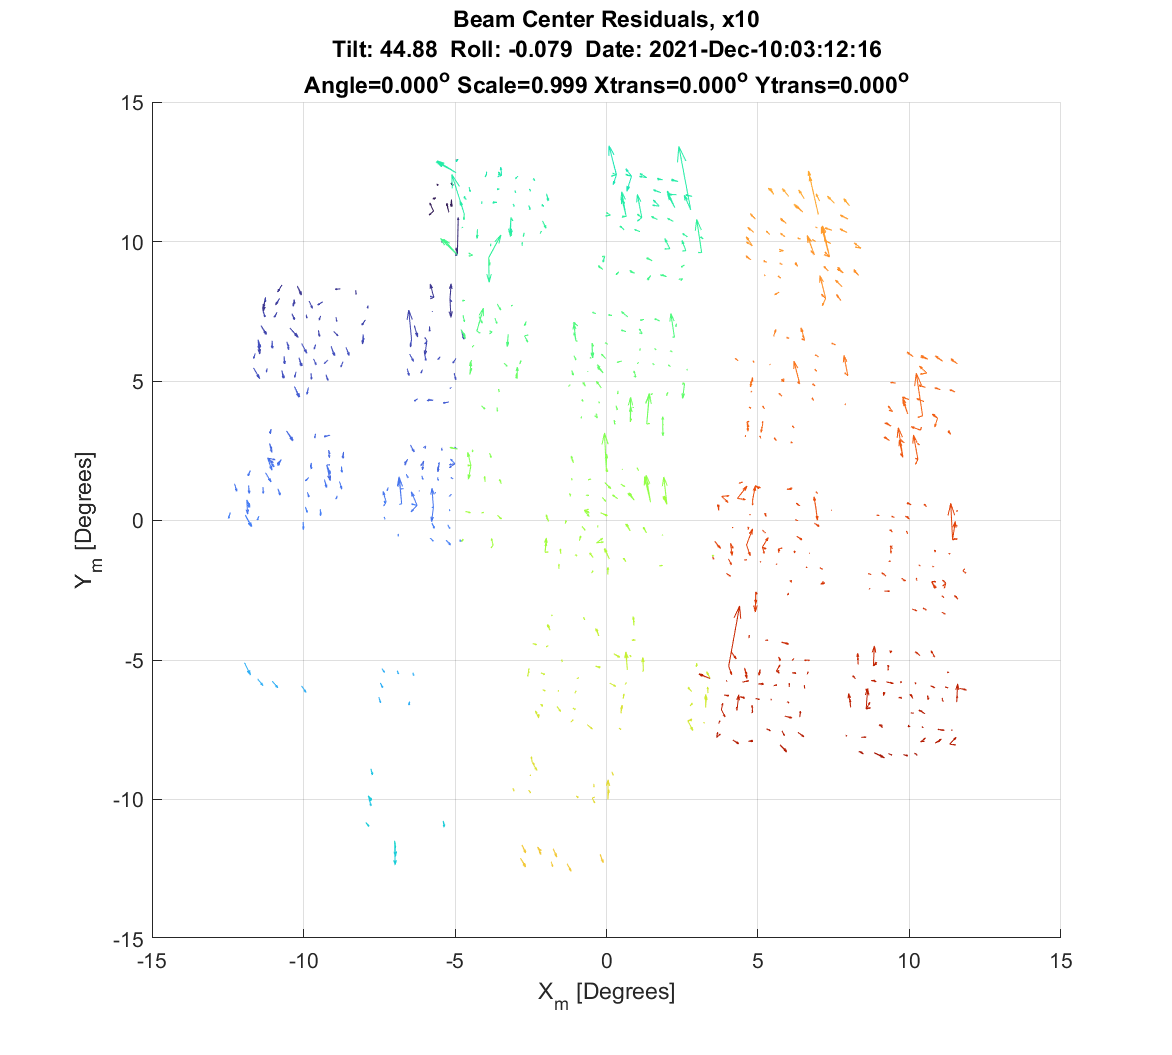 Beam Center Residuals, x10
Tilt: 44.88 Roll: -0.079 Date: 2021-Dec-10:03:12:16
Angle=0.000° Scale=0.999 Xtrans=0.000° Ytrans=0.000°
15
10
5
0
-5
-10
-15
Y_m [Degrees]
-15 -10 -5 0 5 10 15
X_m [Degrees]